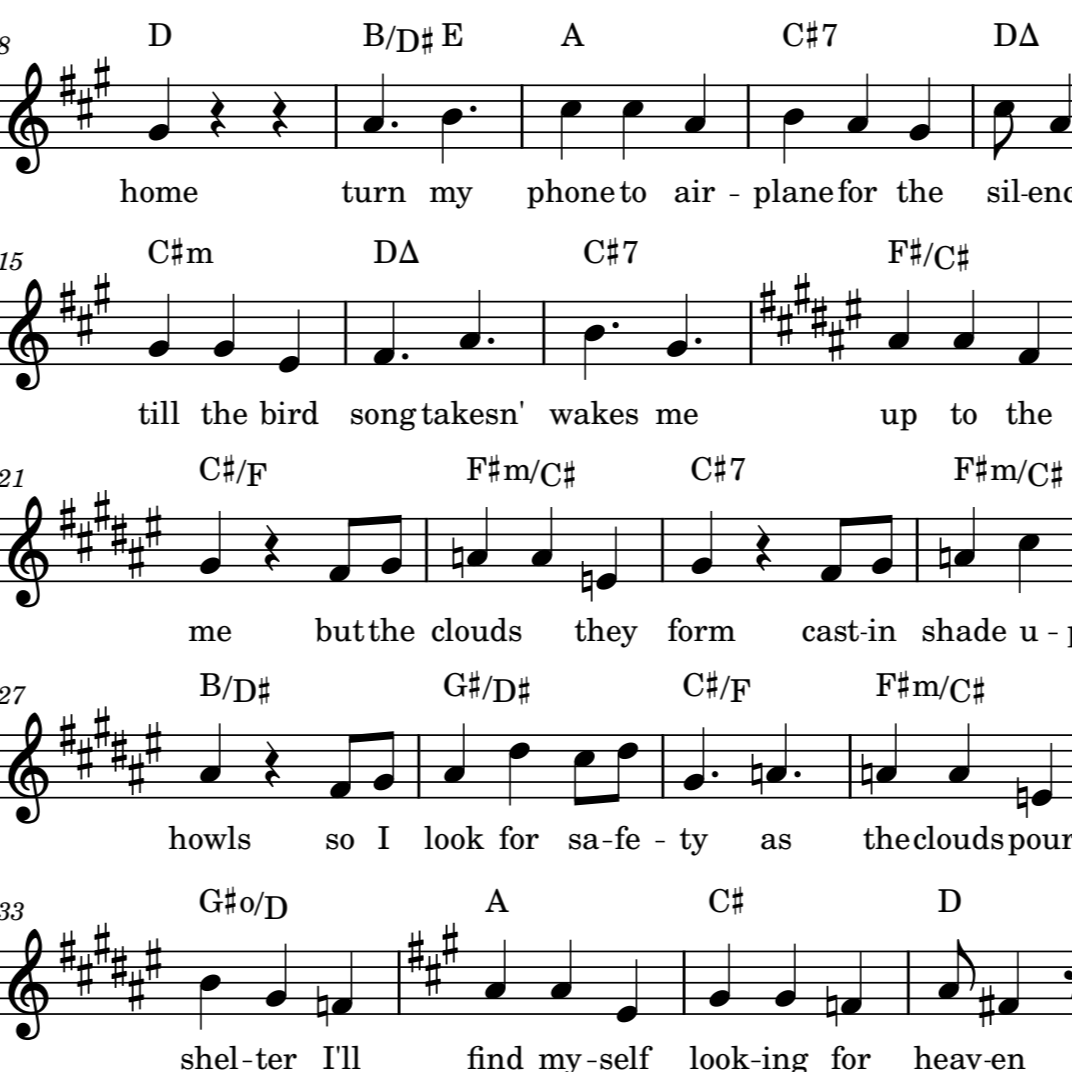 D B/D♯ E A C♯7 DΔ
8
home turn my phone to air - plane for the sil-enc
C♯m DΔ C♯7 F♯/C♯
15
till the bird song takesn' wakes me up to the
C♯/F F♯m/C♯ C♯7 F♯m/C♯
21
me but the clouds they form cast-in shade u -
B/D♯ G♯/D♯ C♯/F F♯m/C♯
27
howls so I look for sa-fe - ty as the clouds pour
G♯o/D A C♯ D
33
shel-ter I'll find my-self look-ing for heav-en